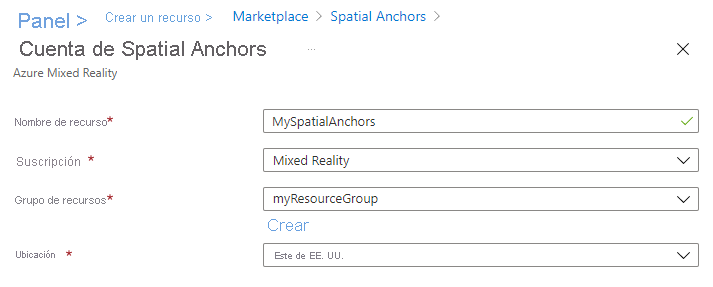 Panel > Crear un recurso > Marketplace > Spatial Anchors >
Cuenta de Spatial Anchors ...
Azure Mixed Reality
Nombre de recurso* MySpatialAnchors
Suscripción * Mixed Reality
Grupo de recursos* myResourceGroup
Crear
Ubicación * Este de EE. UU.